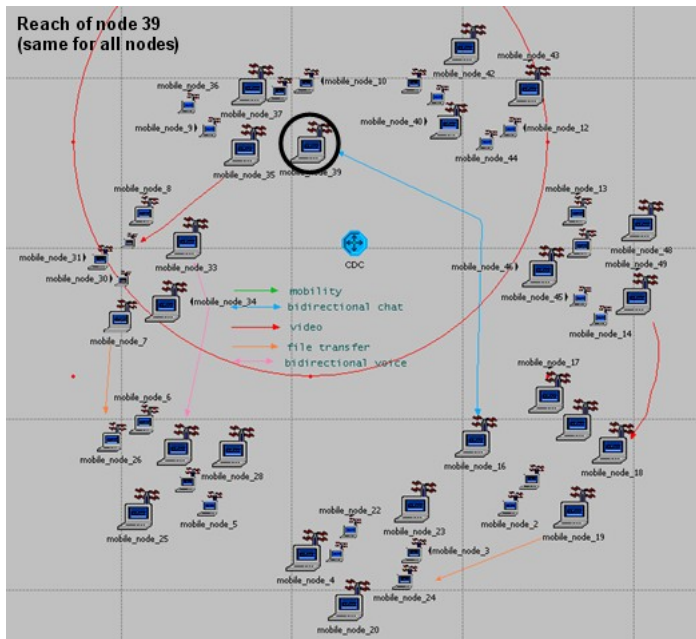 Reach of node 39
(same for all nodes)
mobile_node_43
mobile_node_36
mobile_node_10
mobile_node_42
mobile_node_37
mobile_node_9
mobile_node_40
mobile_node_12
mobile_node_44
mobile_node_35
mobile_node_39
mobile_node_8
mobile_node_13
mobile_node_31
mobile_node_33
CDC
mobile_node_46
mobile_node_48
mobile_node_49
mobile_node_30
mobility
mobile_node_34
bidirectional chat
mobile_node_45
video
mobile_node_14
mobile_node_7
file transfer
bidirectional voice
mobile_node_17
mobile_node_6
mobile_node_26
mobile_node_28
mobile_node_16
mobile_node_18
mobile_node_5
mobile_node_22
mobile_node_2
mobile_node_25
mobile_node_23
mobile_node_19
mobile_node_3
mobile_node_4
mobile_node_24
mobile_node_20